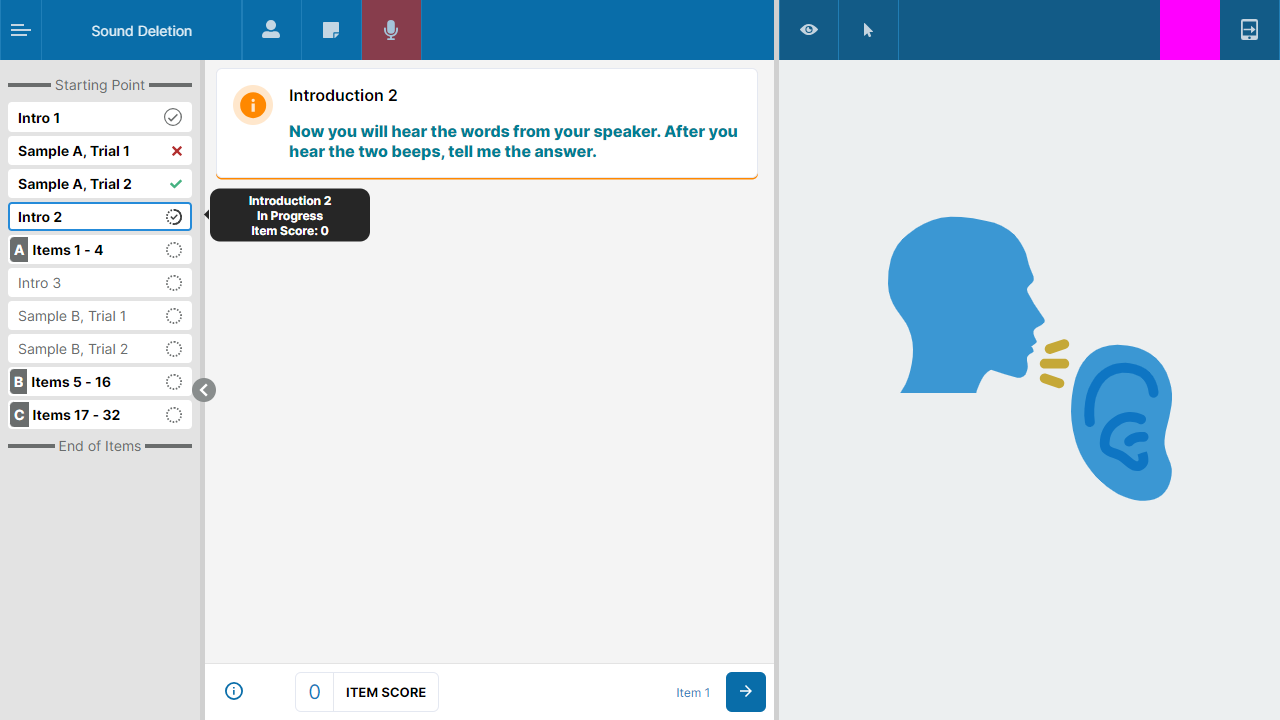 Sound Deletion
Starting Point
Intro 1
Sample A, Trial 1
Sample A, Trial 2
Intro 2
A Items 1 - 4
Intro 3
Sample B, Trial 1
Sample B, Trial 2
B Items 5 - 16
C Items 17 - 32
End of Items
Introduction 2
Now you will hear the words from your speaker. After you
hear the two beeps, tell me the answer.
Introduction 2
In Progress
Item Score: 0
0 ITEM SCORE
Item 1